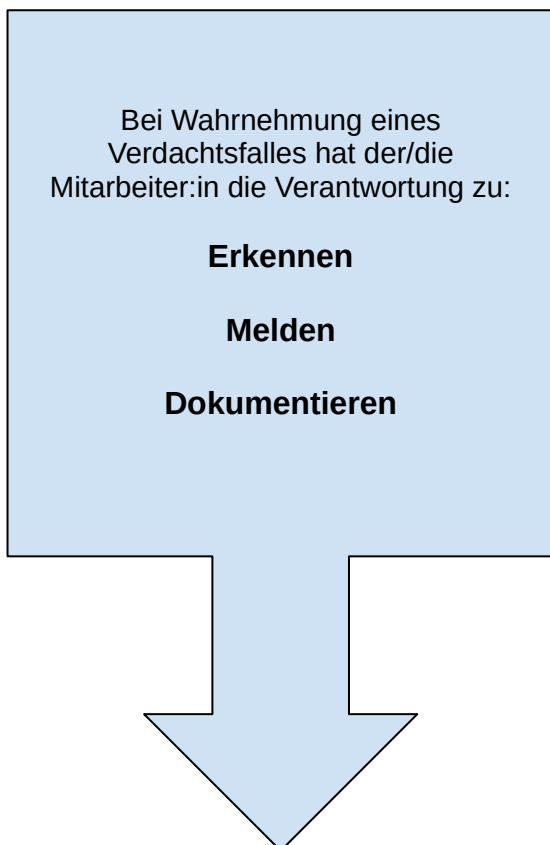 Bei Wahrnehmung eines
Verdachtsfalles hat der/die
Mitarbeiter:in die Verantwortung zu:
Erkennen
Melden
Dokumentieren